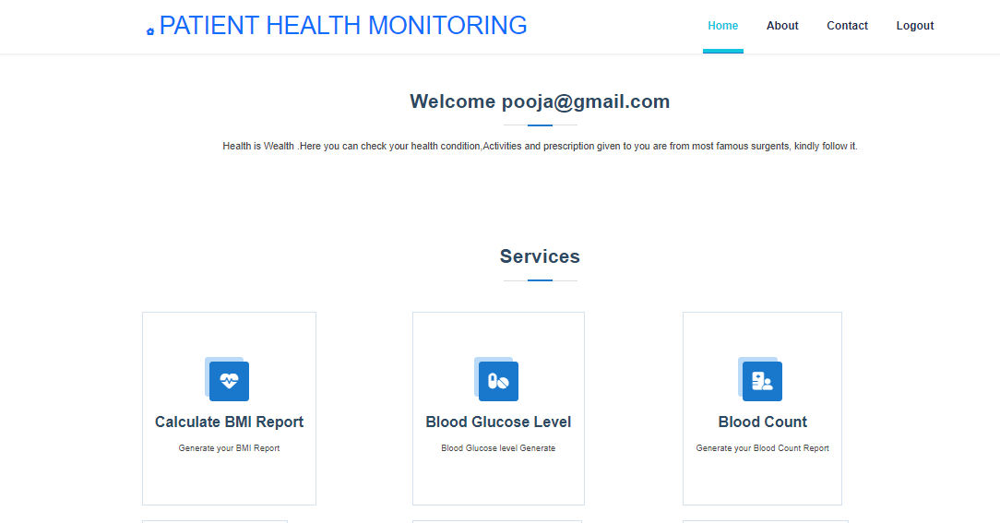 PATIENT HEALTH MONITORING
Home About Contact Logout
Welcome pooja@gmail.com
Health is Wealth .Here you can check your health condition,Activities and prescription given to you are from most famous surgents, kindly follow it.
Services
Calculate BMI Report
Generate your BMI Report
Blood Glucose Level
Blood Glucose level Generate
Blood Count
Generate your Blood Count Report